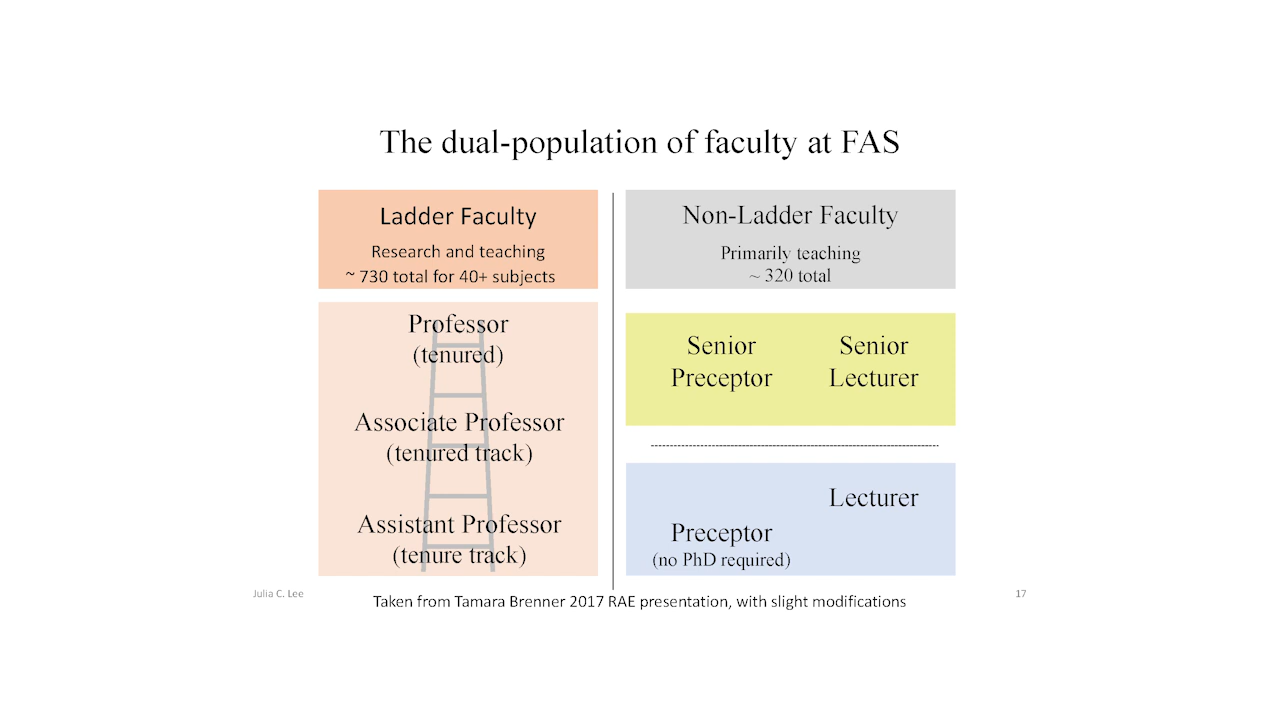 The dual-population of faculty at FAS
Ladder Faculty
Research and teaching
~ 730 total for 40+ subjects
Professor
(tenured)
Associate Professor
(tenured track)
Assistant Professor
(tenure track)
Non-Ladder Faculty
Primarily teaching
~ 320 total
Senior Preceptor
Senior Lecturer
Lecturer
Preceptor
(no PhD required)
Julia C. Lee
Taken from Tamara Brenner 2017 RAE presentation, with slight modifications
17